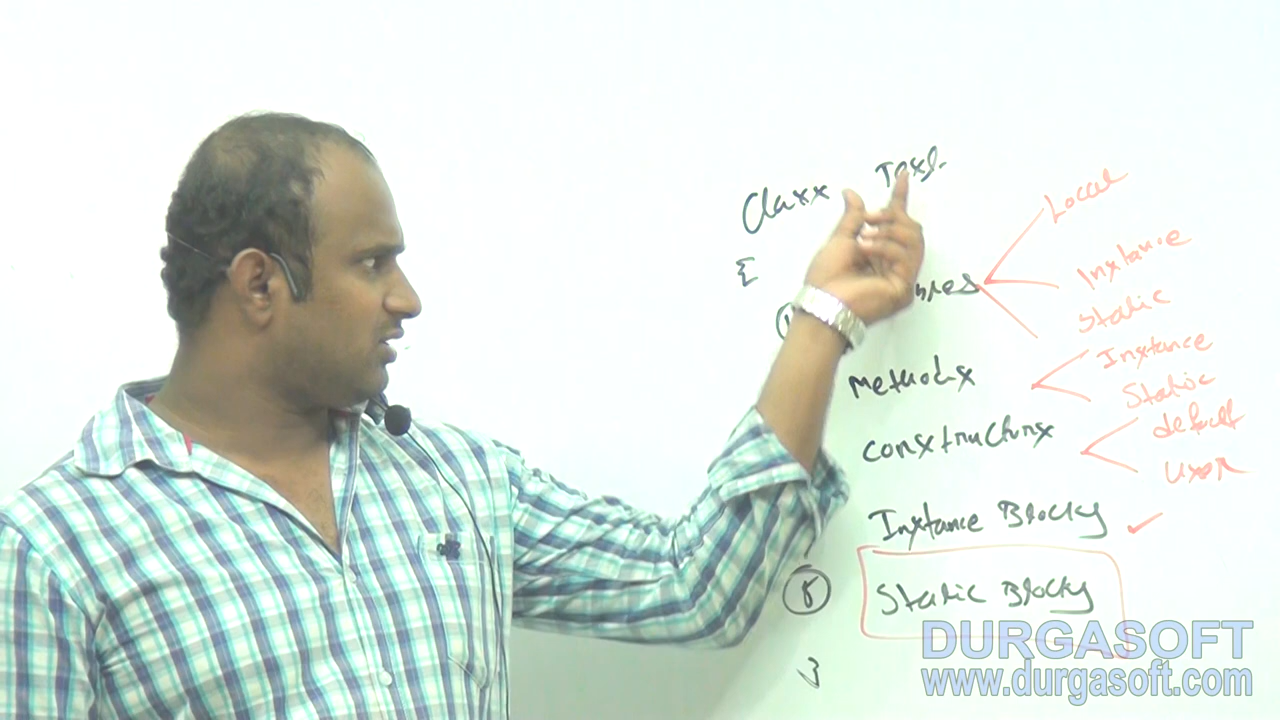 Class Test
{
Local
Instance
Static
Methods
Instance
Static
constructors
default
user
Instance Blocks
5 Static Blocks
}
DURGASOFT
www.durgasoft.com